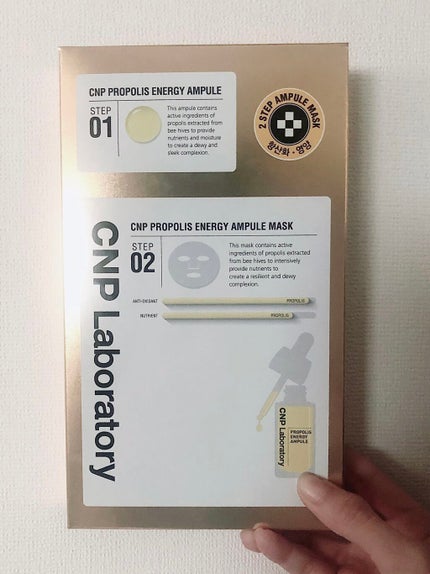 CNP PROPOLIS ENERGY AMPULE
STEP
01
This ampule contains
active ingredients of
propolis extracted from
bee hives to provide
nutrients and moisture
to create a dewy and
sleek complexion.
2 STEP AMPULE MASK
항산화·영양
CNP Laboratory
CNP PROPOLIS ENERGY AMPULE MASK
STEP
02
This mask contains active
ingredients of propolis extracted
from bee hives to intensively
provide nutrients to
create a resilient and dewy
complexion.
ANTI-OXIDANT
PROPOLIS
NUTRIENT
PROPOLIS
CNP Laboratory
PROPOLIS
ENERGY
AMPULE